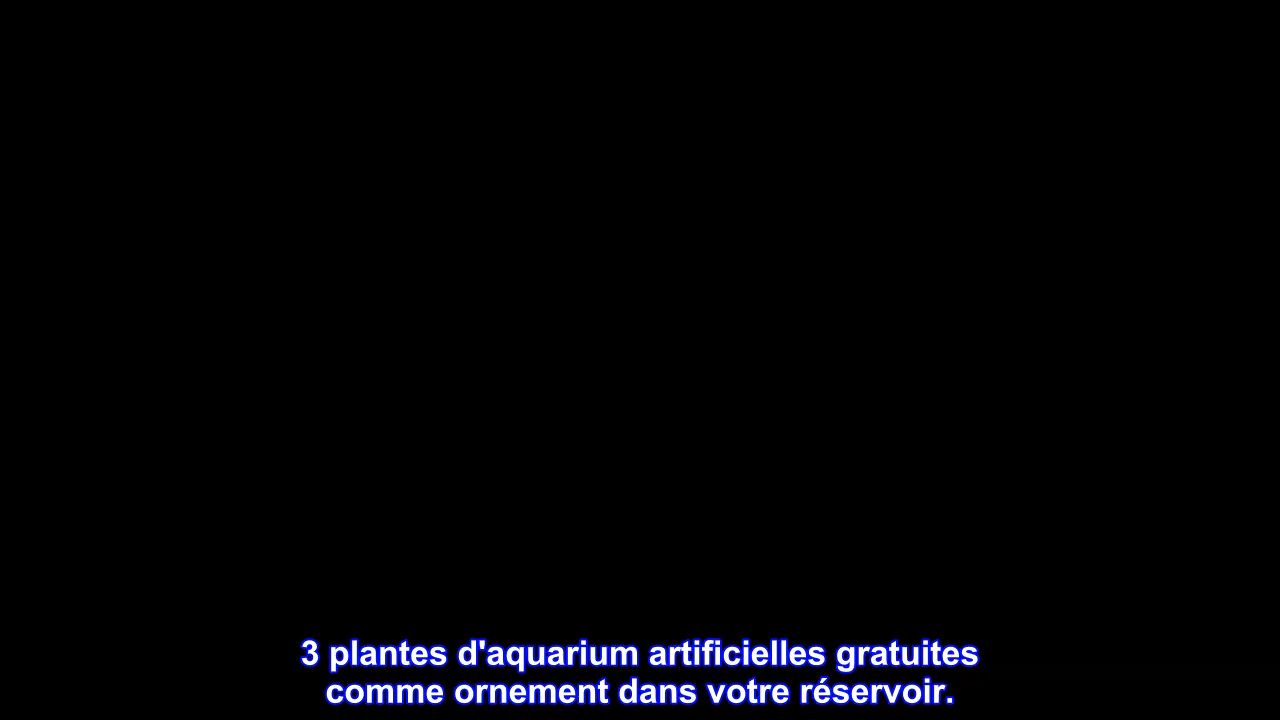 3 plantes d'aquarium artificielles gratuites
comme ornement dans votre réservoir.